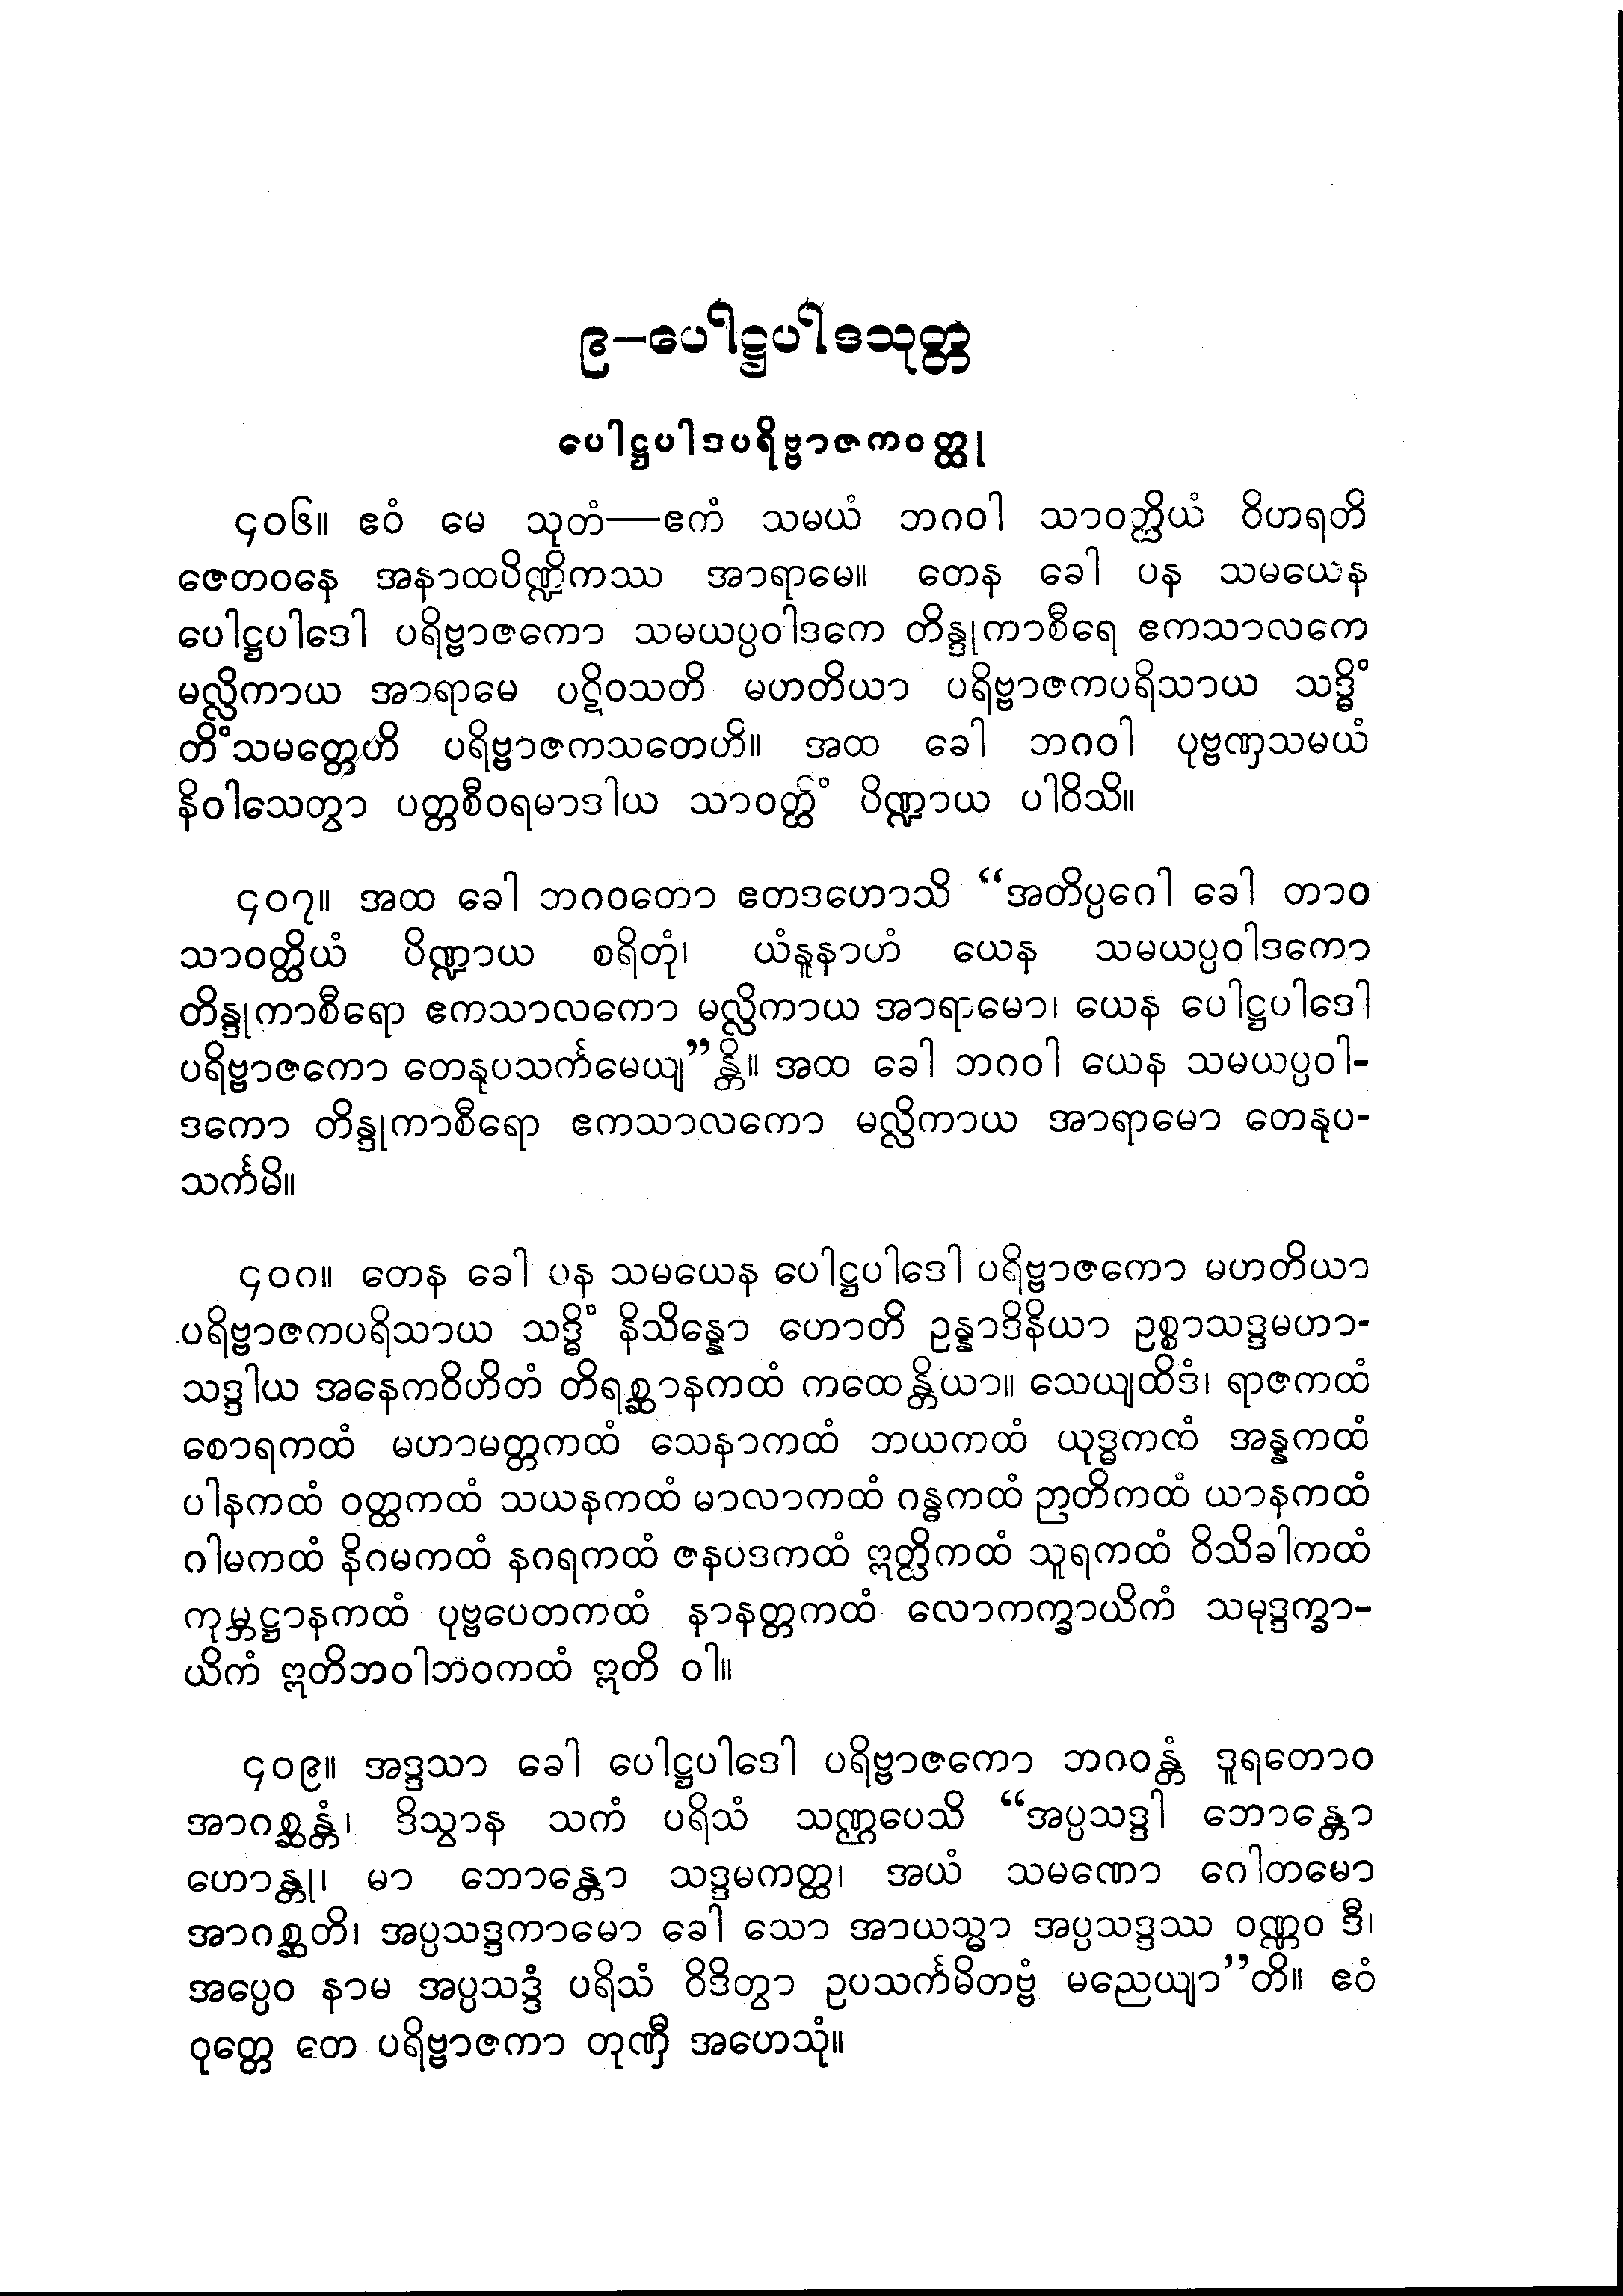 ၉–ပေါဋ္ဌပါဒသုတ္တ
ပေါဋ္ဌပါဒပရိဗ္ဗာဇကဝတ္ထု
၄၀၆။ ဧဝံ မေ သုတံ—ဧကံ သမယံ ဘဂဝါ သာဝတ္ထိယံ ဝိဟရတိ
ဇေတဝနေ အနာထပိဏ္ဍိကဿ အာရာမေ။ တေန ခေါ ပန သမယေန
ပေါဋ္ဌပါဒေါ ပရိဗ္ဗာဇကော သမယပ္ပဝါဒကေ တိန္ဒုကာစီရေ ဧကသာလကေ
မလ္လိကာယ အာရာမေ ပဋိဝသတိ မဟတိယာ ပရိဗ္ဗာဇကပရိသာယ သဒ္ဓိံ
တိံသမတ္တေဟိ ပရိဗ္ဗာဇကသတေဟိ။ အထ ခေါ ဘဂဝါ ပုဗ္ဗဏှသမယံ
နိဝါသေတွာ ပတ္တစီဝရမာဒါယ သာဝတ္ထိံ ပိဏ္ဍာယ ပါဝိသိ။
၄၀၇။ အထ ခေါ ဘဂဝတော ဧတဒဟောသိ “အတိပ္ပဂေါ ခေါ တာဝ
သာဝတ္ထိယံ ပိဏ္ဍာယ စရိတုံ၊ ယံနူနာဟံ ယေန သမယပ္ပဝါဒကော
တိန္ဒုကာစီရော ဧကသာလကော မလ္လိကာယ အာရာမော၊ ယေန ပေါဋ္ဌပါဒေါ
ပရိဗ္ဗာဇကော တေနုပသင်္ကမေယျ”န္တိ။ အထ ခေါ ဘဂဝါ ယေန သမယပ္ပဝါ-
ဒကော တိန္ဒုကာစီရော ဧကသာလကော မလ္လိကာယ အာရာမော တေနုပ-
သင်္ကမိ။
၄၀၈။ တေန ခေါ ပန သမယေန ပေါဋ္ဌပါဒေါ ပရိဗ္ဗာဇကော မဟတိယာ
ပရိဗ္ဗာဇကပရိသာယ သဒ္ဓိံ နိသိန္နော ဟောတိ ဥန္နာဒိနိယာ ဥစ္စာသဒ္ဒမဟာ-
သဒ္ဒါယ အနေကဝိဟိတံ တိရစ္ဆာနကထံ ကထေန္တိယာ။ သေယျထိဒံ၊ ရာဇကထံ
စောရကထံ မဟာမတ္တကထံ သေနာကထံ ဘယကထံ ယုဒ္ဓကထံ အန္နကထံ
ပါနကထံ ဝတ္ထကထံ သယနကထံ မာလာကထံ ဂန္ဓကထံ ဉာတိကထံ ယာနကထံ
ဂါမကထံ နိဂမကထံ နဂရကထံ ဇနပဒကထံ ဣတ္ထိကထံ သူရကထံ ဝိသိခါကထံ
ကုမ္ဘဋ္ဌာနကထံ ပုဗ္ဗပေတကထံ နာနတ္တကထံ လောကက္ခာယိကံ သမုဒ္ဒက္ခာ-
ယိကံ ဣတိဘဝါဘဝကထံ ဣတိ ဝါ။
၄၀၉။ အဒ္ဒသာ ခေါ ပေါဋ္ဌပါဒေါ ပရိဗ္ဗာဇကော ဘဂဝန္တံ ဒူရတောဝ
အာဂစ္ဆန္တံ၊ ဒိသွာန သကံ ပရိသံ သဏ္ဌပေသိ “အပ္ပသဒ္ဒါ ဘောန္တော
ဟောန္တု၊ မာ ဘောန္တော သဒ္ဒမကတ္ထ၊ အယံ သမဏော ဂေါတမော
အာဂစ္ဆတိ၊ အပ္ပသဒ္ဒကာမော ခေါ သော အာယသ္မာ အပ္ပသဒ္ဒဿ ဝဏ္ဏဝါဒီ၊
အပ္ပေဝ နာမ အပ္ပသဒ္ဒံ ပရိသံ ဝိဒိတွာ ဥပသင်္ကမိတဗ္ဗံ မညေယျာ”တိ။ ဧဝံ
ဝုတ္တေ တေ ပရိဗ္ဗာဇကာ တုဏှီ အဟေသုံ။